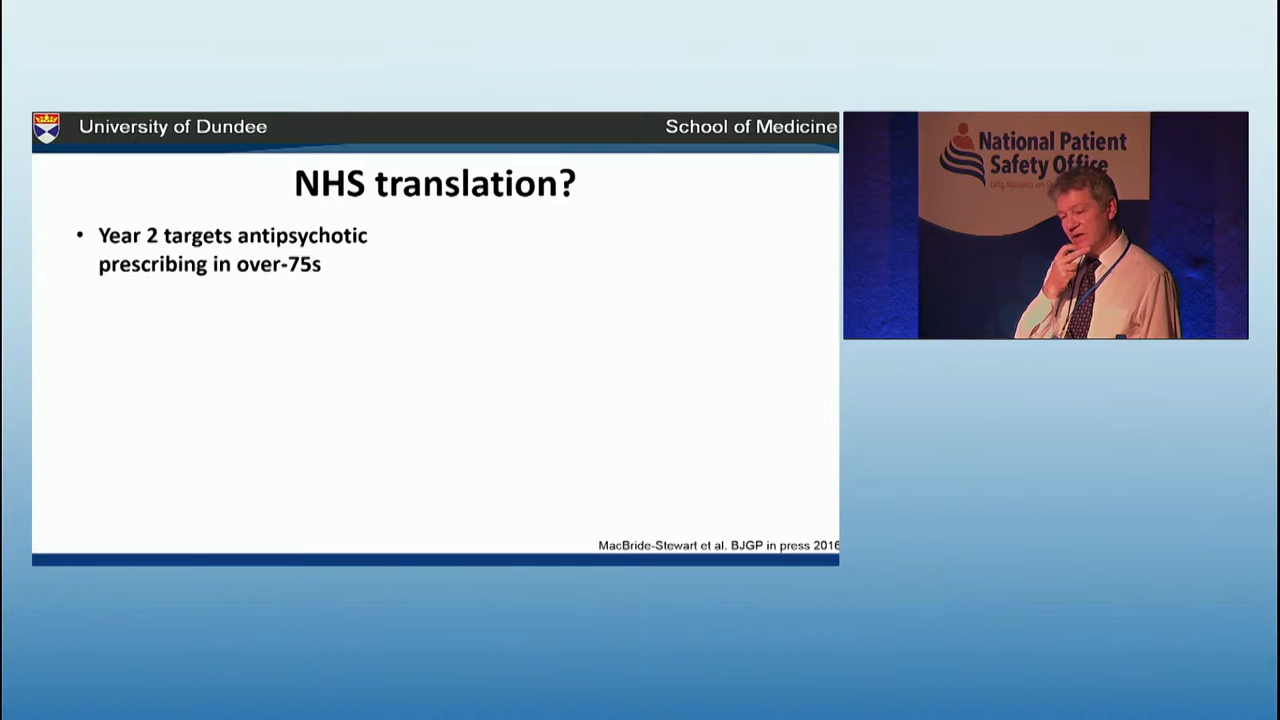 University of Dundee
School of Medicine
NHS translation?
• Year 2 targets antipsychotic
prescribing in over-75s
MacBride-Stewart et al. BJGP in press 2016
National Patient
Safety Office